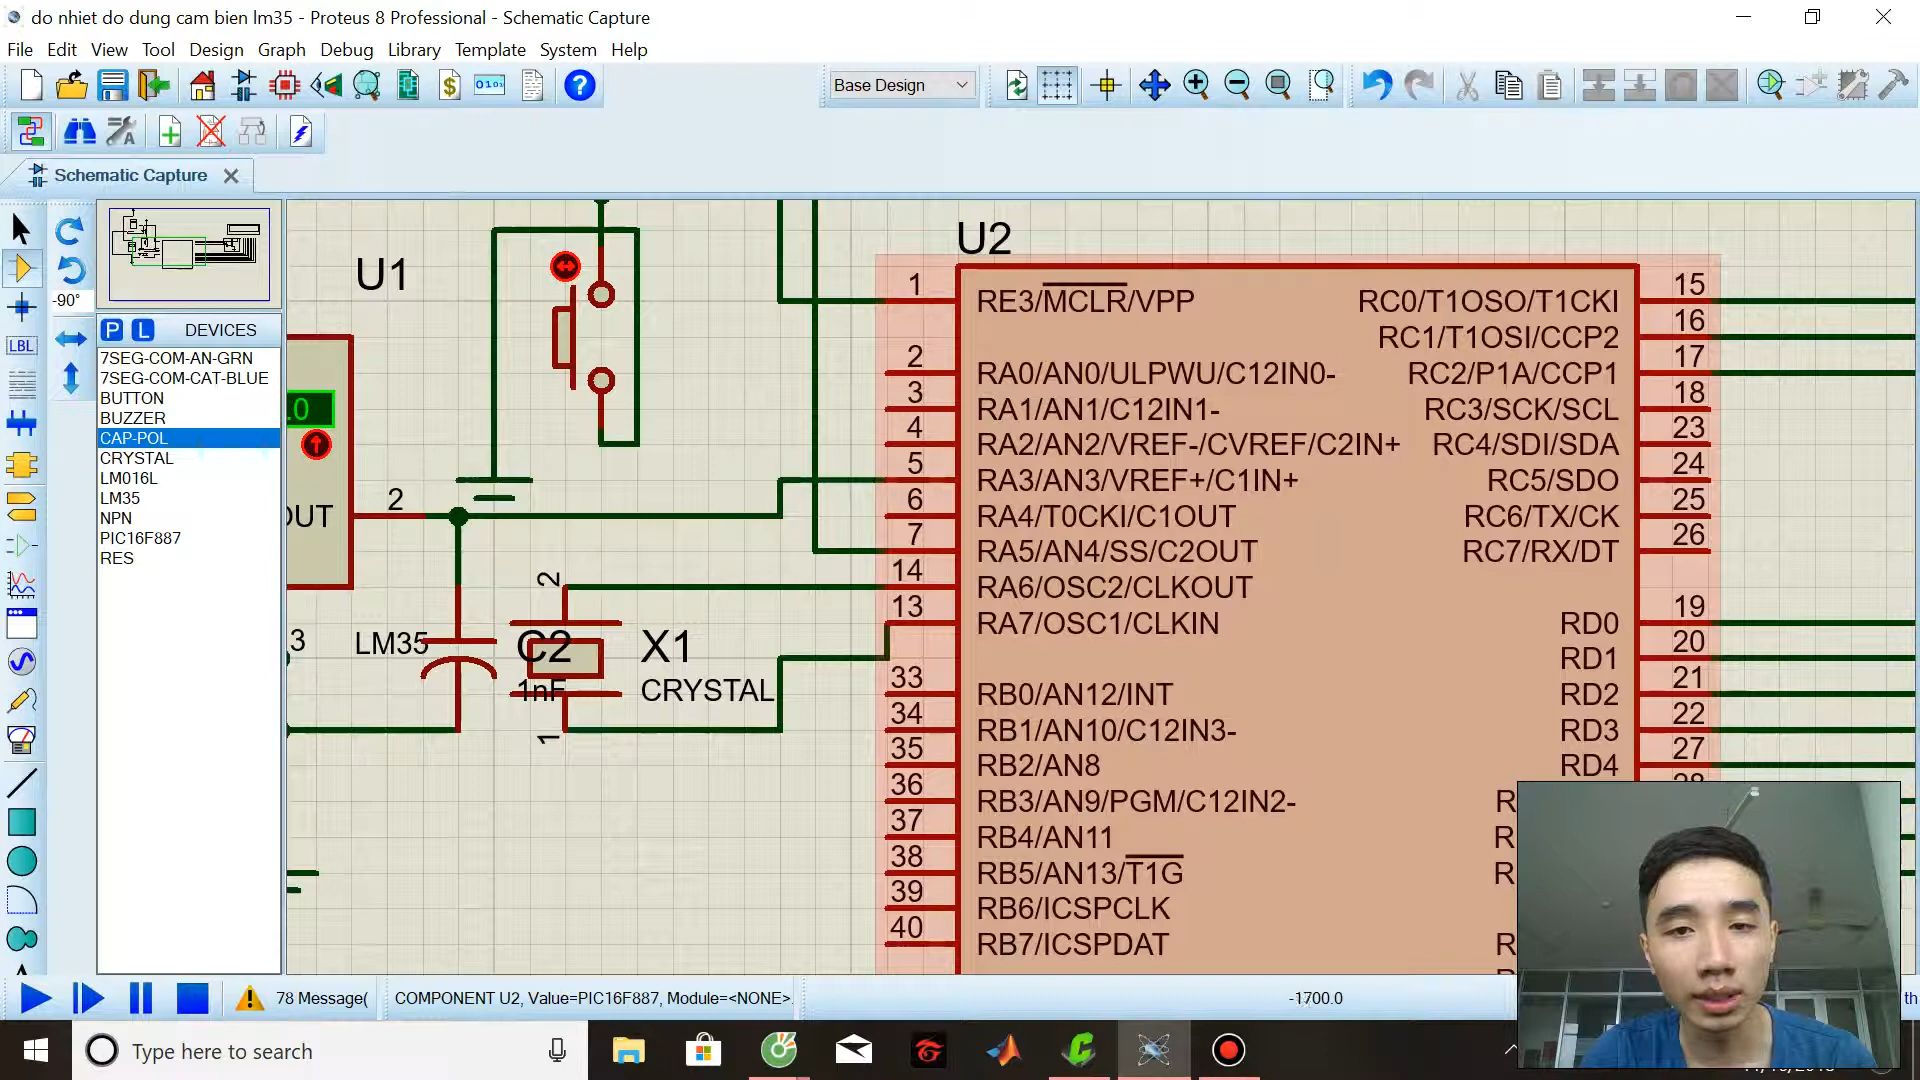 do nhiet do dung cam bien lm35 - Proteus 8 Professional - Schematic Capture
File Edit View Tool Design Graph Debug Library Template System Help
Base Design
Schematic Capture
-90°
LBL
P L DEVICES
7SEG-COM-AN-GRN
7SEG-COM-CAT-BLUE
BUTTON
BUZZER
CAP-POL
CRYSTAL
LM016L
LM35
NPN
PIC16F887
RES
U1
.0
OUT
2
3
LM35
C2
1nF
2
1
X1
CRYSTAL
U2
1 RE3/MCLR/VPP
2 RA0/AN0/ULPWU/C12IN0-
3 RA1/AN1/C12IN1-
4 RA2/AN2/VREF-/CVREF/C2IN+
5 RA3/AN3/VREF+/C1IN+
6 RA4/T0CKI/C1OUT
7 RA5/AN4/SS/C2OUT
14 RA6/OSC2/CLKOUT
13 RA7/OSC1/CLKIN
33 RB0/AN12/INT
34 RB1/AN10/C12IN3-
35 RB2/AN8
36 RB3/AN9/PGM/C12IN2-
37 RB4/AN11
38 RB5/AN13/T1G
39 RB6/ICSPCLK
40 RB7/ICSPDAT
RC0/T1OSO/T1CKI 15
RC1/T1OSI/CCP2 16
RC2/P1A/CCP1 17
RC3/SCK/SCL 18
RC4/SDI/SDA 23
RC5/SDO 24
RC6/TX/CK 25
RC7/RX/DT 26
RD0 19
RD1 20
RD2 21
RD3 22
RD4 27
R
R
R
R
78 Message(
COMPONENT U2, Value=PIC16F887, Module=<NONE>.
-1700.0
th
Type here to search